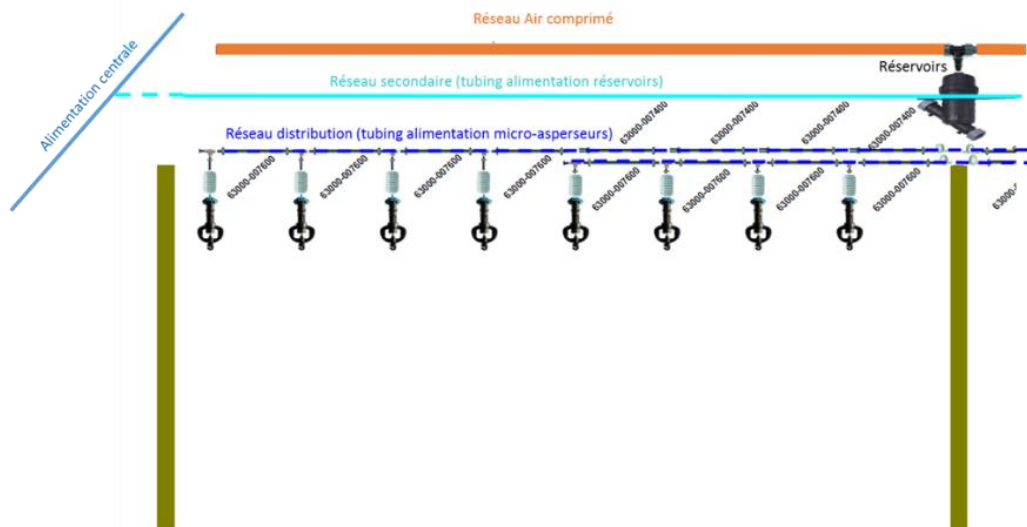 Réseau Air comprimé
Alimentation centrale
Réservoirs
Réseau secondaire (tubing alimentation réservoirs)
Réseau distribution (tubing alimentation micro-asperseurs)
63000-007400
63000-007400
63000-007400
63000-007400
63000-007600
63000-007600
63000-007600
63000-007600
63000-007600
63000-007600
63000-007600
63000-007600
63000-